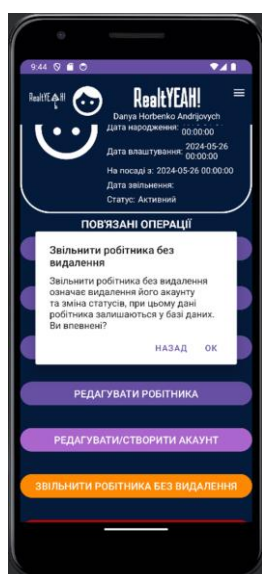 9:44
RealtYEAH!
RealtYEAH!
Danya Horbenko Andrijovych
Дата народження:
00:00:00
Дата влаштування: 2024-05-26
00:00:00
На посаді з: 2024-05-26 00:00:00
Дата звільнення:
Статус: Активний
ПОВ'ЯЗАНІ ОПЕРАЦІЇ
Звільнити робітника без
видалення
Звільнити робітника без видалення
означає видалення його акаунту
та зміна статусів, при цьому дані
робітника залишаються у базі даних.
Ви впевнені?
НАЗАД OK
РЕДАГУВАТИ РОБІТНИКА
РЕДАГУВАТИ/СТВОРИТИ АКАУНТ
ЗВІЛЬНИТИ РОБІТНИКА БЕЗ ВИДАЛЕННЯ